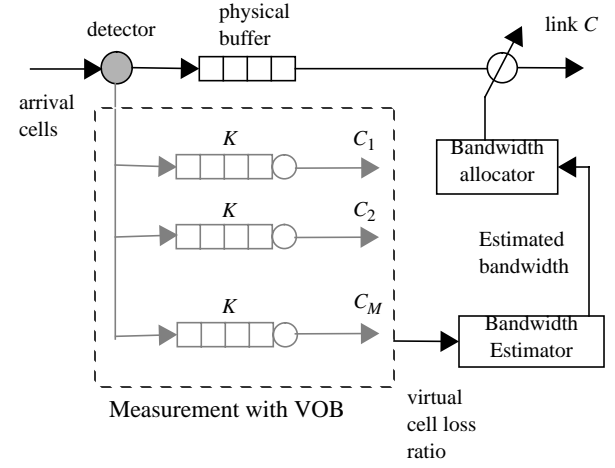 physical
buffer
detector
link C
arrival
cells
K
C1
K
C2
K
CM
Bandwidth
allocator
Estimated
bandwidth
Bandwidth
Estimator
Measurement with VOB
virtual
cell loss
ratio